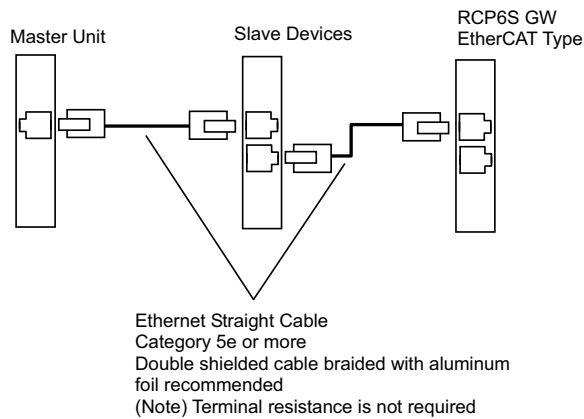 Master Unit
Slave Devices
RCP6S GW
EtherCAT Type
Ethernet Straight Cable
Category 5e or more
Double shielded cable braided with aluminum
foil recommended
(Note) Terminal resistance is not required